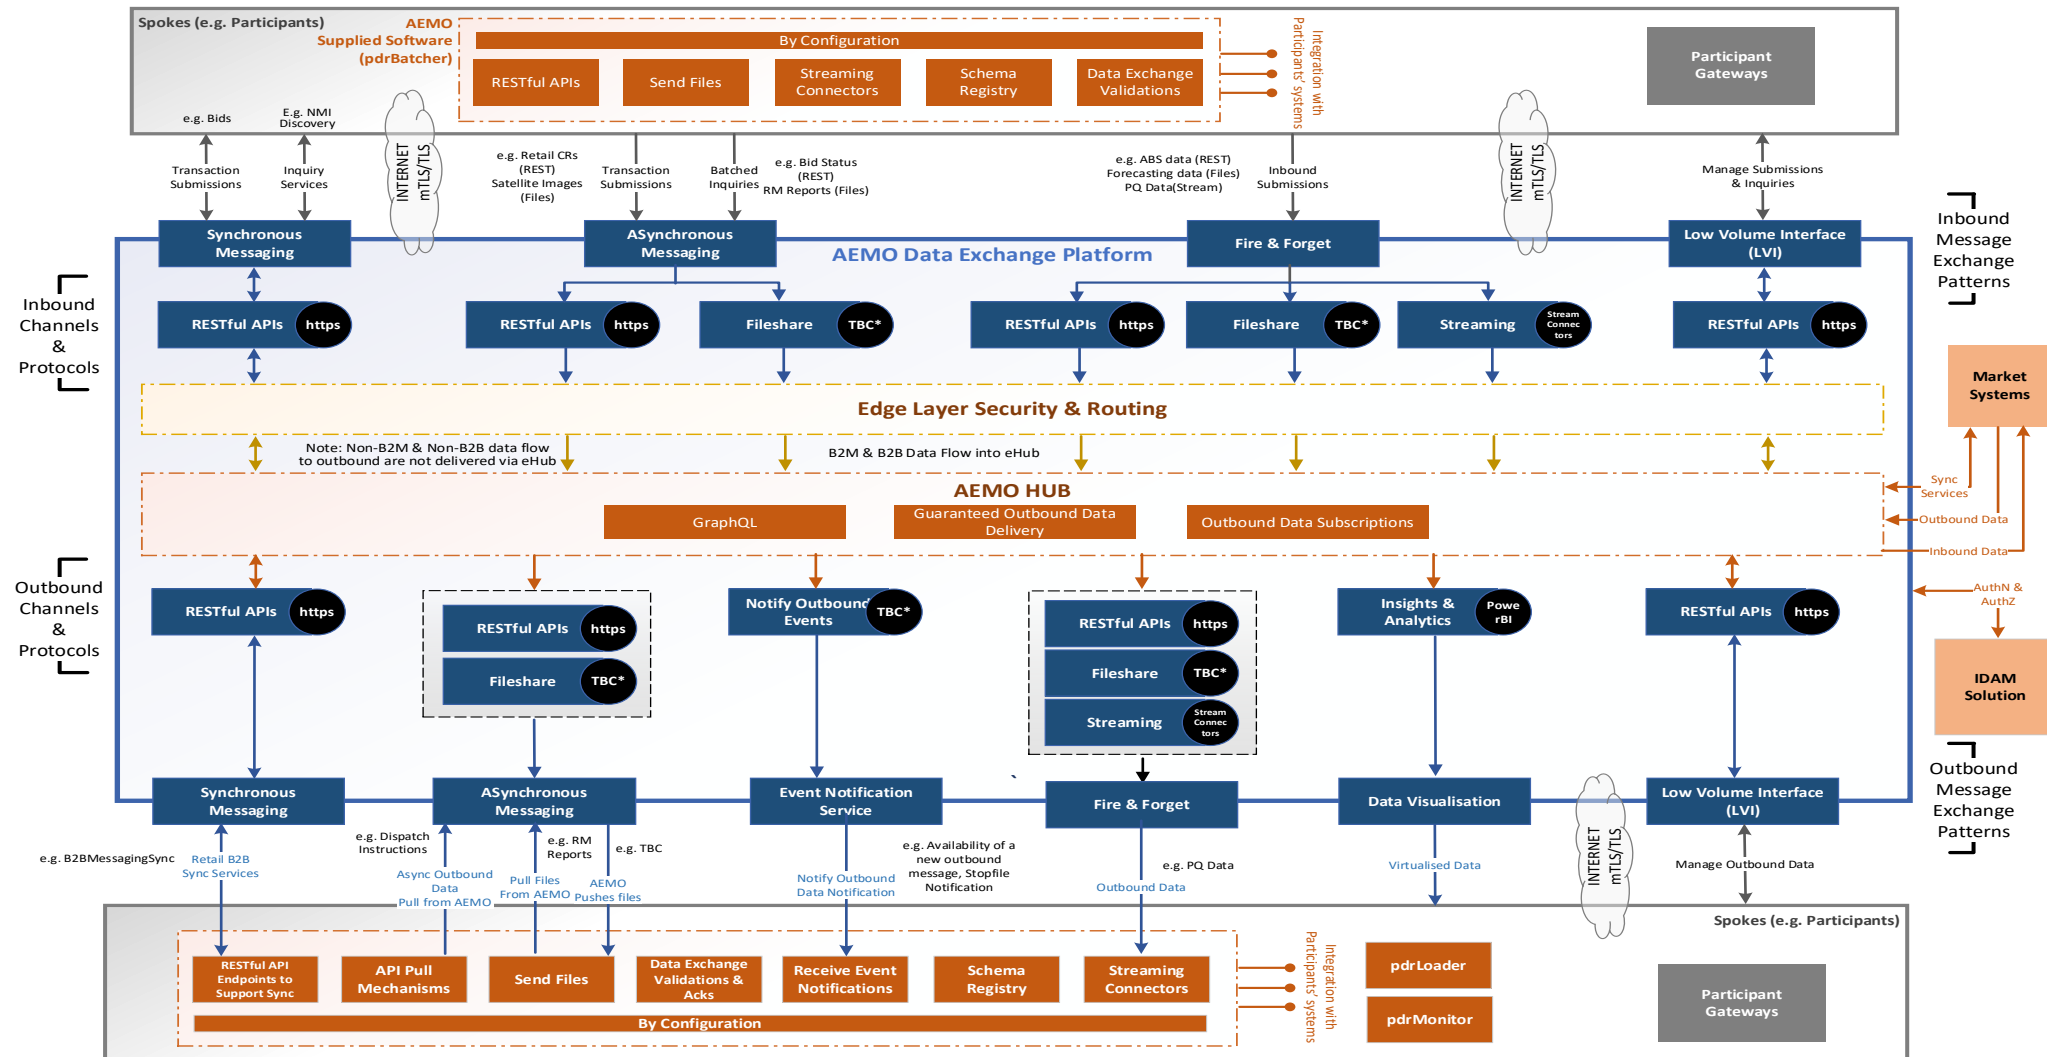 Spokes (e.g. Participants)
AEMO
Supplied Software
(pdrBatcher)
By Configuration
RESTful APIs
Send Files
Streaming
Connectors
Schema
Registry
Data Exchange
Validations
Integration with
Participants' systems
Participant
Gateways
e.g. Bids
E.g. NMI
Discovery
INTERNET
mTLS/TLS
Transaction
Submissions
Inquiry
Services
e.g. Retail CRs
(REST)
Satellite Images
(Files)
Transaction
Submissions
Batched
Inquiries
e.g. Bid Status
(REST)
RM Reports (Files)
e.g. ABS data (REST)
Forecasting data (Files)
PQ Data(Stream)
Inbound
Submissions
INTERNET
mTLS/TLS
Manage Submissions
& Inquiries
Synchronous
Messaging
ASynchronous
Messaging
AEMO Data Exchange Platform
Fire & Forget
Low Volume Interface
(LVI)
Inbound
Message
Exchange
Patterns
Inbound
Channels
&
Protocols
RESTful APIs
https
RESTful APIs
https
Fileshare
TBC*
RESTful APIs
https
Fileshare
TBC*
Streaming
Stream
Connec
tors
RESTful APIs
https
Edge Layer Security & Routing
Market
Systems
Note: Non-B2M & Non-B2B data flow
to outbound are not delivered via eHub
B2M & B2B Data Flow into eHub
AEMO HUB
GraphQL
Guaranteed Outbound Data
Delivery
Outbound Data Subscriptions
Sync
Services
Outbound Data
Inbound Data
AuthN &
AuthZ
IDAM
Solution
Outbound
Channels
&
Protocols
RESTful APIs
https
RESTful APIs
https
Fileshare
TBC*
Notify Outbound
Events
TBC*
RESTful APIs
https
Fileshare
TBC*
Streaming
Stream
Connec
tors
Insights &
Analytics
Powe
rBI
RESTful APIs
https
Outbound
Message
Exchange
Patterns
Synchronous
Messaging
ASynchronous
Messaging
Event Notification
Service
Fire & Forget
Data Visualisation
Low Volume Interface
(LVI)
INTERNET
mTLS/TLS
e.g. B2BMessagingSync
Retail B2B
Sync Services
e.g. Dispatch
Instructions
Async Outbound
Data
Pull from AEMO
e.g. RM
Reports
Pull Files
From AEMO
e.g. TBC
AEMO
Pushes files
Notify Outbound
Data Notification
e.g. Availability of a
new outbound
message, Stopfile
Notification
Outbound Data
e.g. PQ Data
Virtualised Data
Manage Outbound Data
Spokes (e.g. Participants)
RESTful API
Endpoints to
Support Sync
API Pull
Mechanisms
Send Files
Data Exchange
Validations &
Acks
Receive Event
Notifications
Schema
Registry
Streaming
Connectors
By Configuration
Integration with
Participants' systems
pdrLoader
pdrMonitor
Participant
Gateways